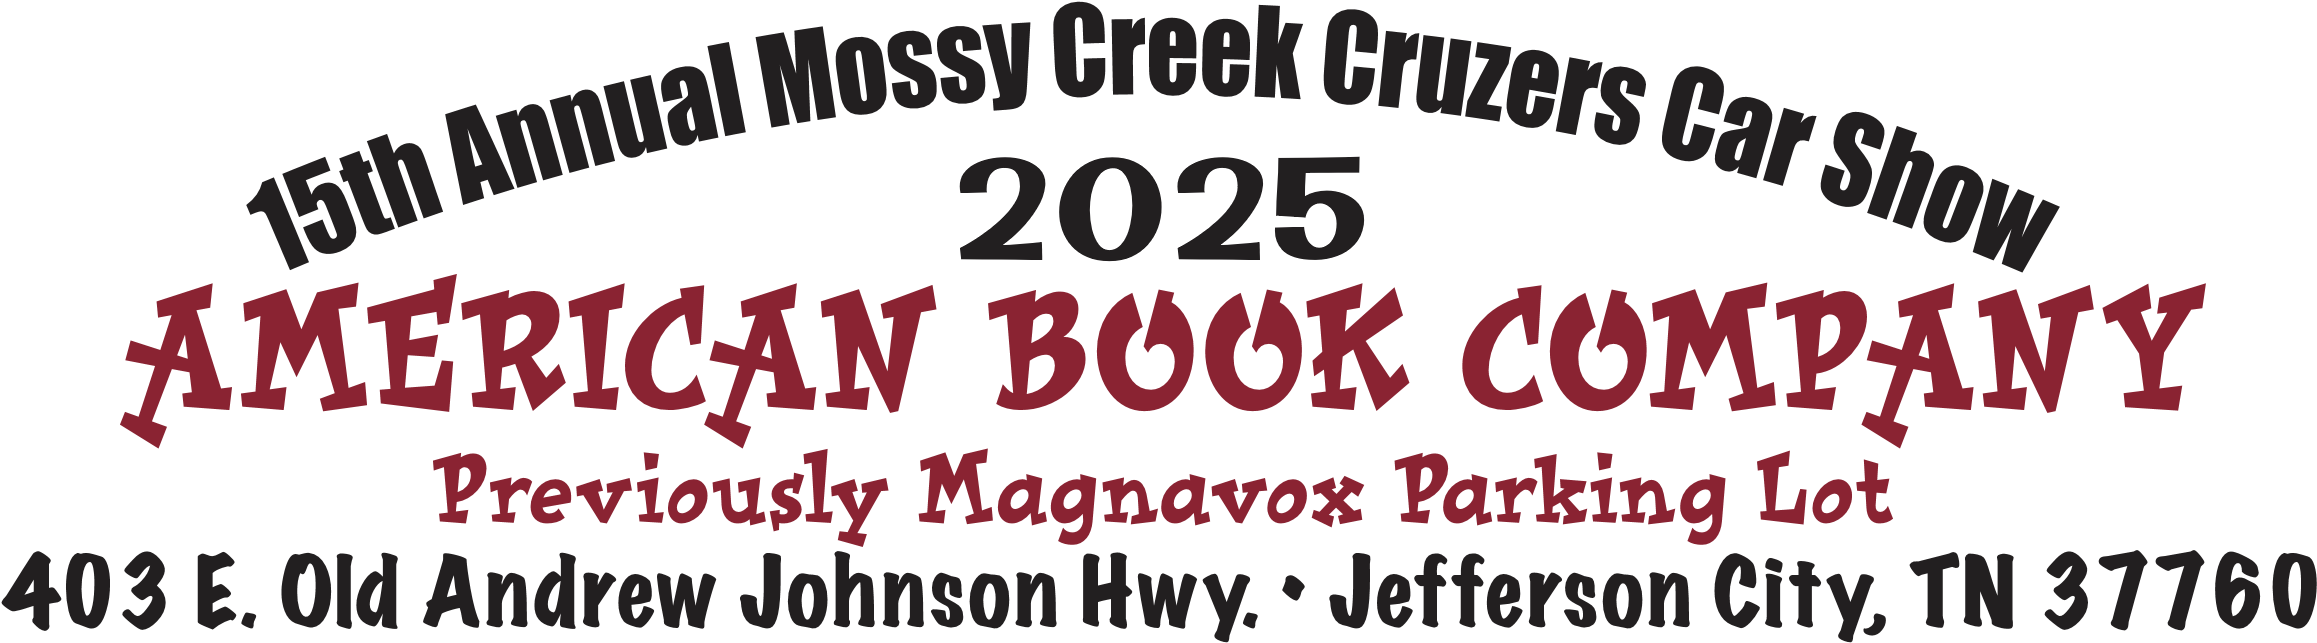 15th Annual Mossy Creek Cruzers Car Show
2025
AMERICAN BOOK COMPANY
Previously Magnavox Parking Lot
403 E. Old Andrew Johnson Hwy. • Jefferson City, TN 37760